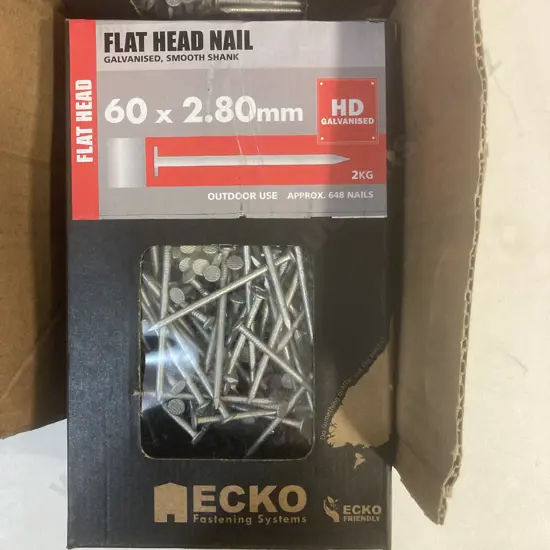 FLAT HEAD NAIL
GALVANISED, SMOOTH SHANK
FLAT HEAD
60 x 2.80mm
HD
GALVANISED
2KG
OUTDOOR USE APPROX. 648 NAILS
ECKO
Fastening Systems
ECKO
FRIENDLY